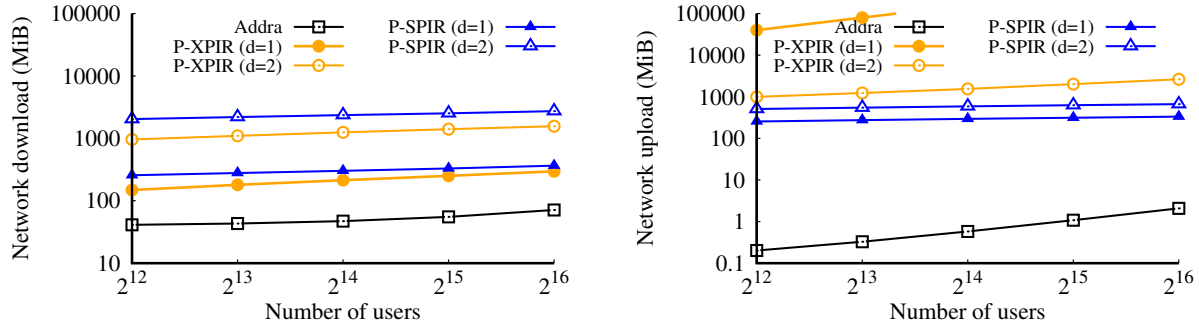 100000
10000
1000
100
10
Network download (MiB)
Addra
P-XPIR (d=1)
P-XPIR (d=2)
P-SPIR (d=1)
P-SPIR (d=2)
2^12 2^13 2^14 2^15 2^16
Number of users
100000
10000
1000
100
10
1
0.1
Network upload (MiB)
Addra
P-XPIR (d=1)
P-XPIR (d=2)
P-SPIR (d=1)
P-SPIR (d=2)
2^12 2^13 2^14 2^15 2^16
Number of users